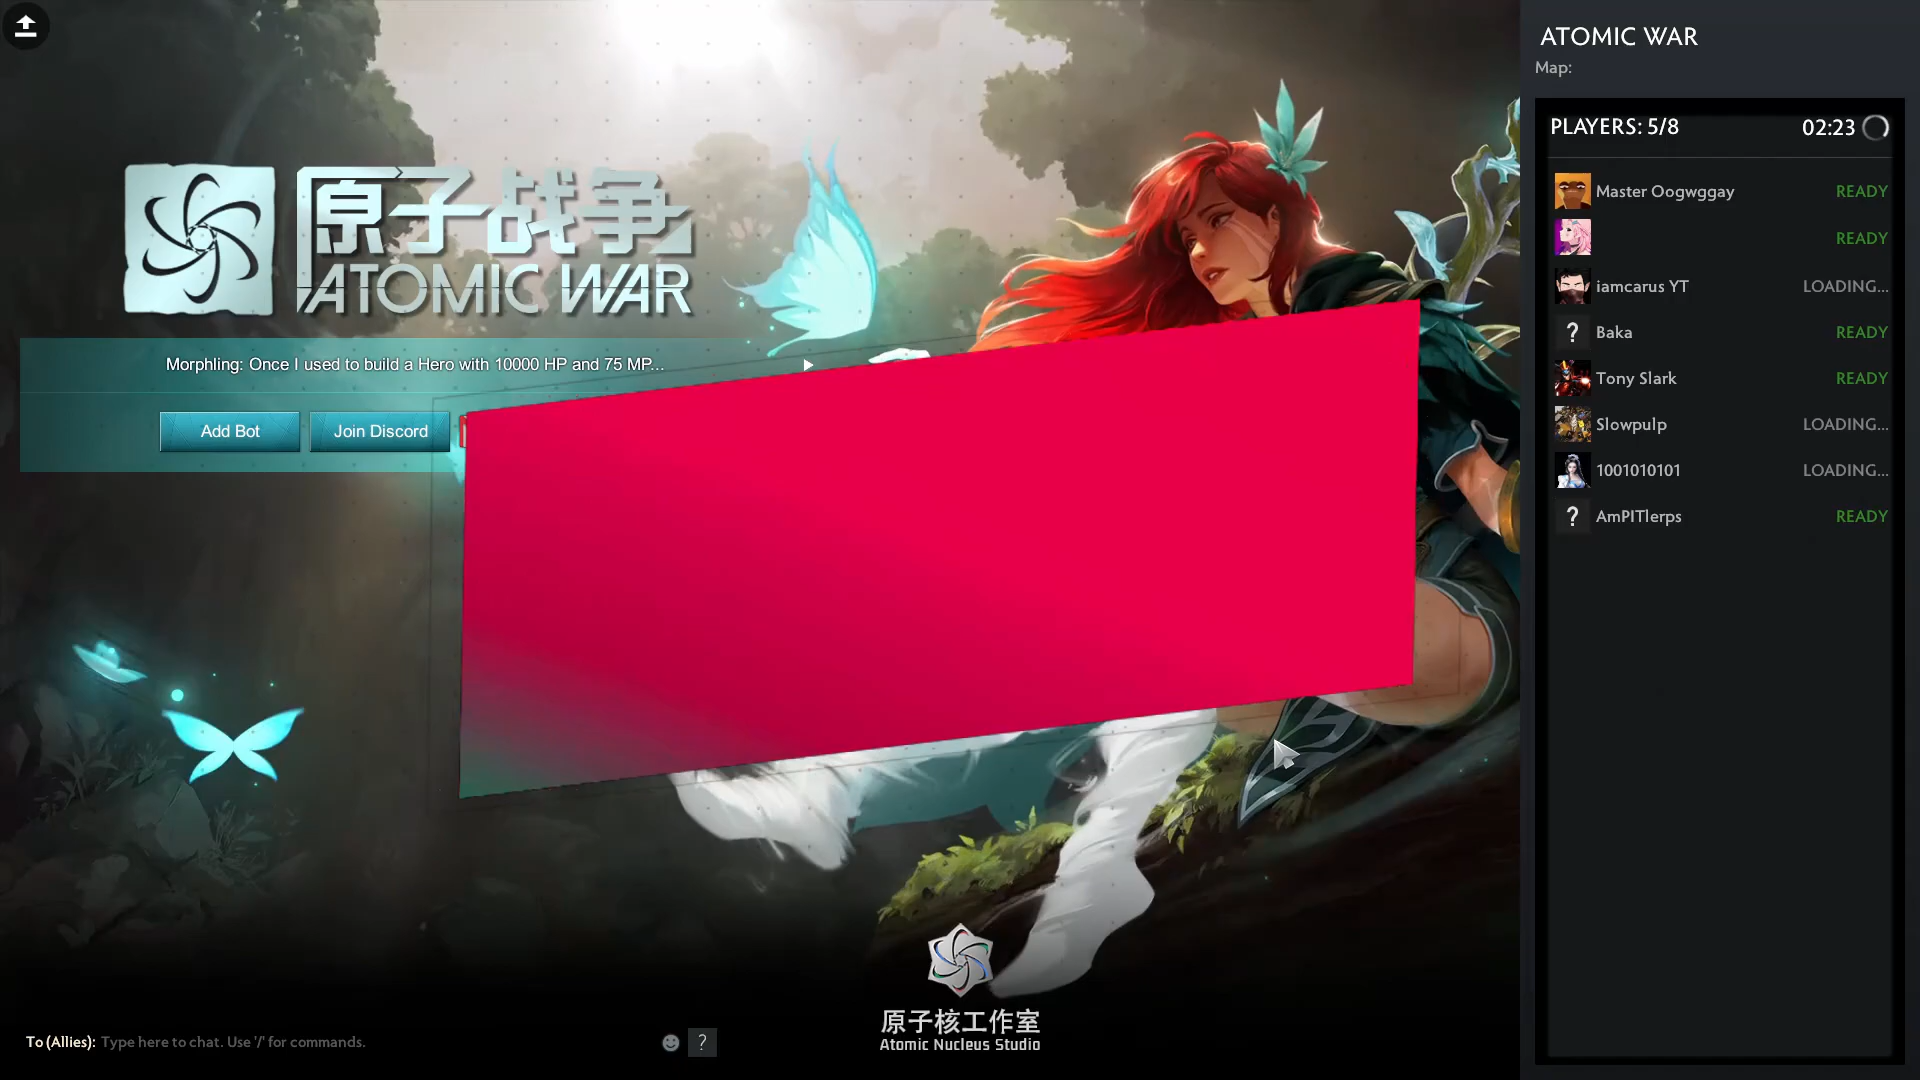 ATOMIC WAR
Map:
PLAYERS: 5/8 02:23
Master Oogwggay READY
READY
iamcarus YT LOADING...
? Baka READY
Tony Slark READY
Slowpulp LOADING...
1001010101 LOADING...
? AmPITlerps READY
原子战争
ATOMIC WAR
Morphling: Once I used to build a Hero with 10000 HP and 75 MP...
Add Bot Join Discord
To (Allies): Type here to chat. Use '/' for commands. ?
原子核工作室
Atomic Nucleus Studio